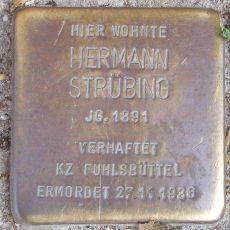 HIER WOHNTE
HERMANN
STRÜBING
JG. 1891
VERHAFTET
KZ FUHLSBÜTTEL
ERMORDET 27.11.1936